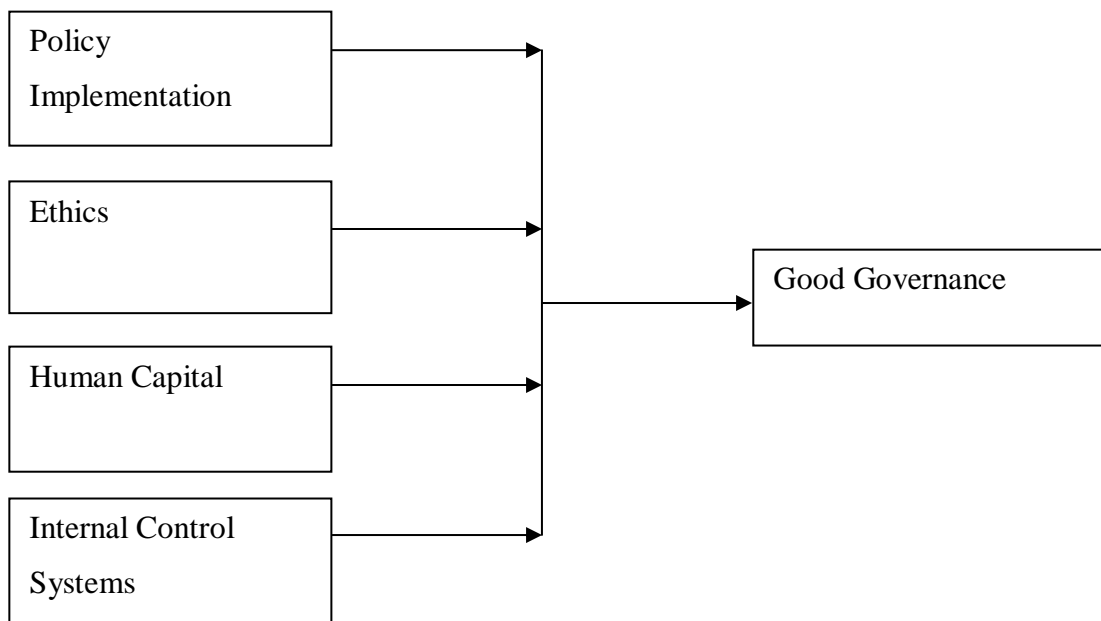 Policy
Implementation
Ethics
Good Governance
Human Capital
Internal Control
Systems